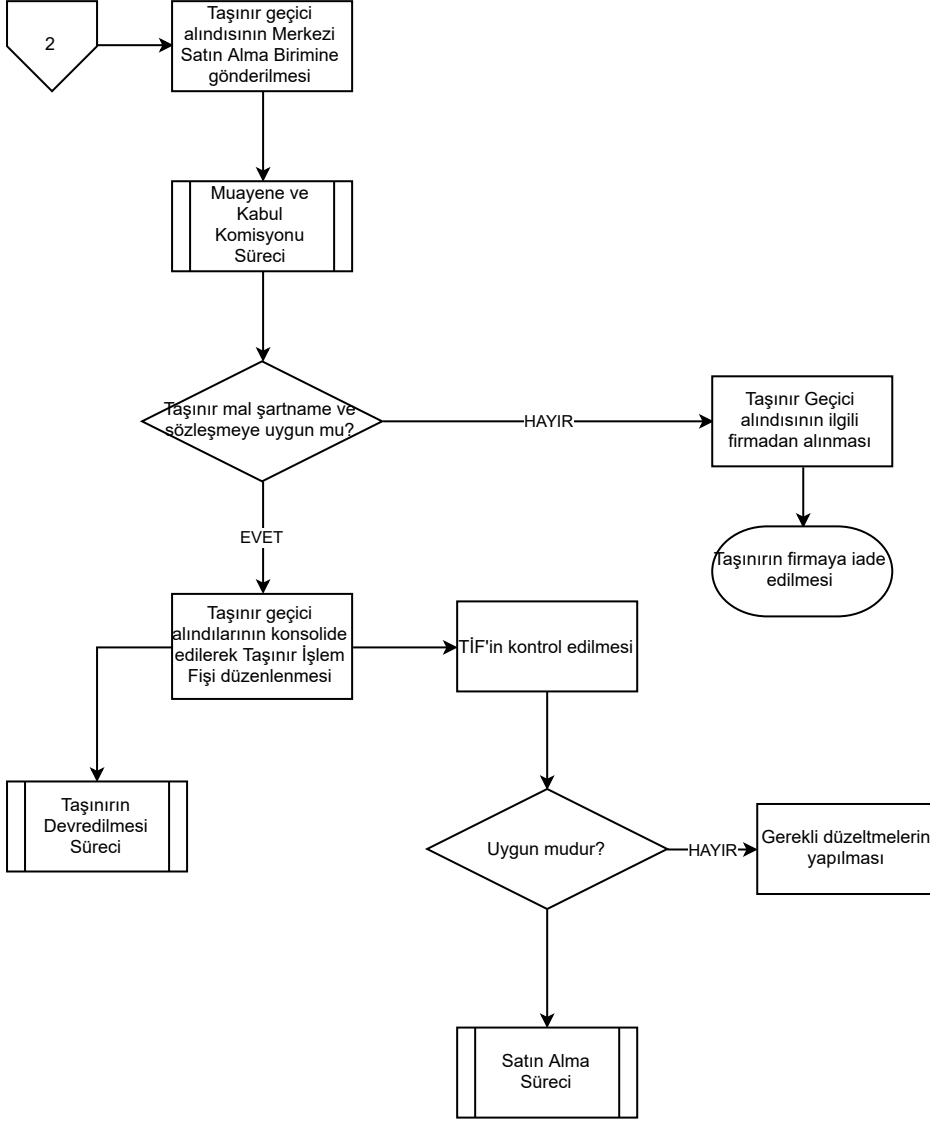 2
Taşınır geçici
alındısının Merkezi
Satın Alma Birimine
gönderilmesi
Muayene ve
Kabul
Komisyonu
Süreci
Taşınır mal şartname ve
sözleşmeye uygun mu?
HAYIR
Taşınır Geçici
alındısının ilgili
firmadan alınması
Taşınırın firmaya iade
edilmesi
EVET
Taşınır geçici
alındılarının konsolide
edilerek Taşınır İşlem
Fişi düzenlenmesi
TİF'in kontrol edilmesi
Taşınırın
Devredilmesi
Süreci
Uygun mudur?
HAYIR
Gerekli düzeltmelerin
yapılması
Satın Alma
Süreci